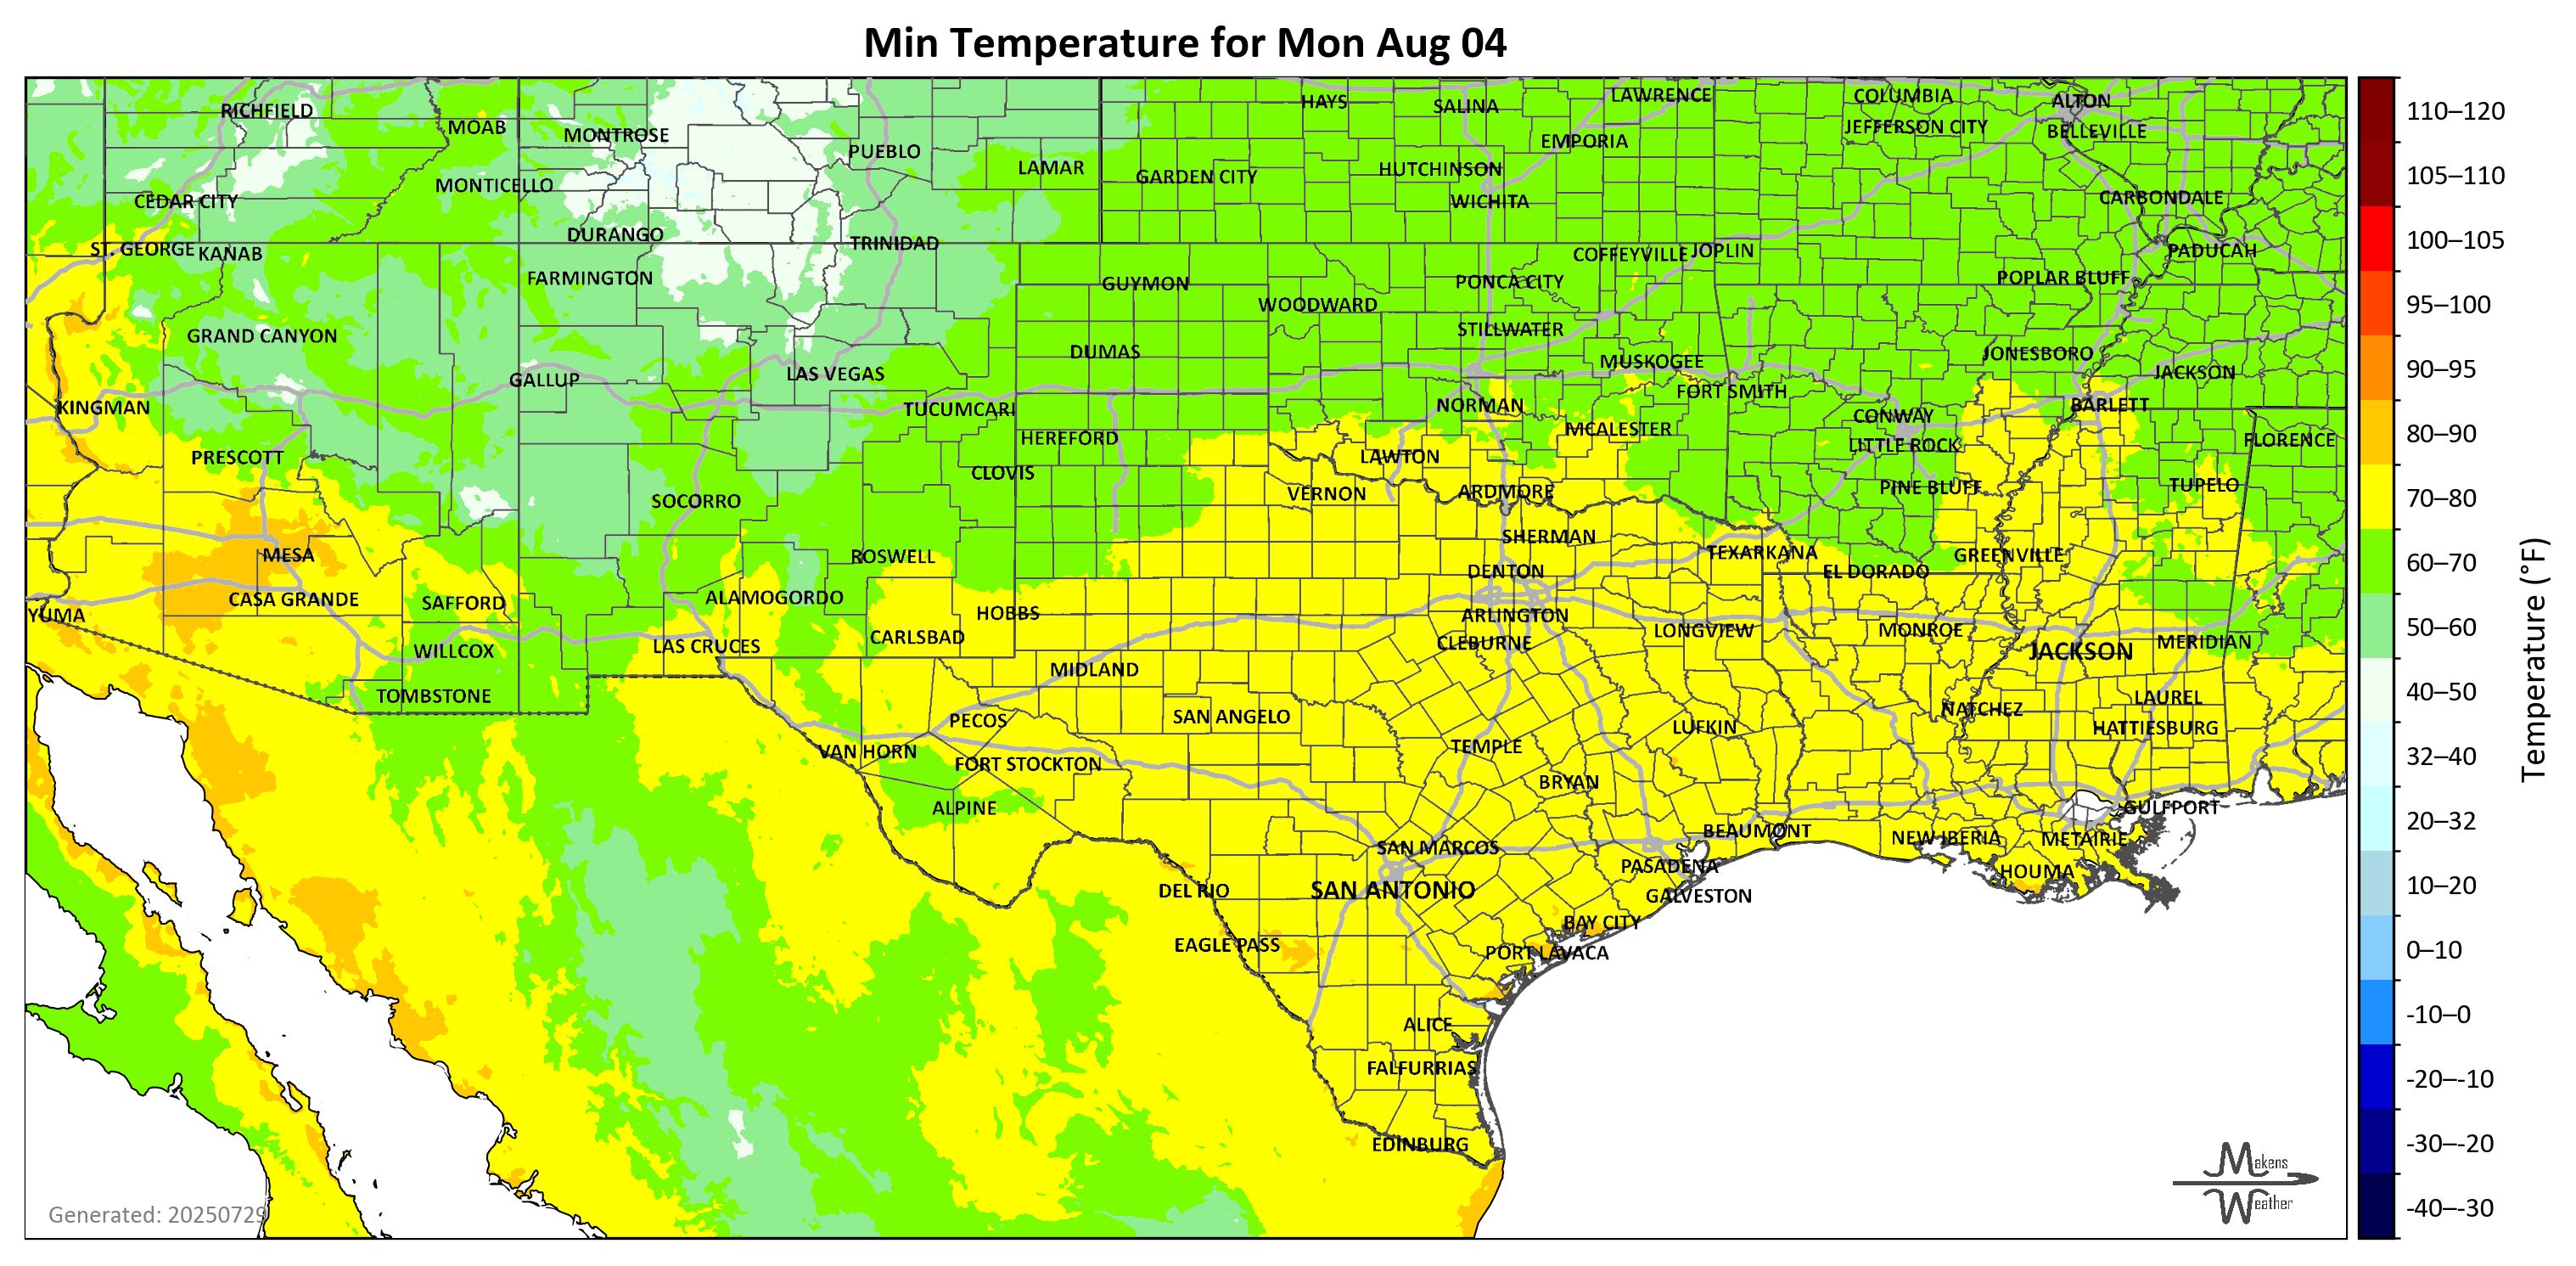 Min Temperature for Mon Aug 04
RICHFIELD
MOAB
MONTROSE
PUEBLO
LAMAR
HAYS
SALINA
LAWRENCE
COLUMBIA
ALTON
JEFFERSON CITY
BELLEVILLE
EMPORIA
HUTCHINSON
GARDEN CITY
MONTICELLO
CEDAR CITY
WICHITA
CARBONDALE
DURANGO
TRINIDAD
ST. GEORGE
KANAB
COFFEYVILLE
JOPLIN
PADUCAH
FARMINGTON
GUYMON
PONCA CITY
POPLAR BLUFF
WOODWARD
GRAND CANYON
STILLWATER
DUMAS
JONESBORO
MUSKOGEE
JACKSON
GALLUP
LAS VEGAS
FORT SMITH
KINGMAN
TUCUMCARI
NORMAN
BARLETT
CONWAY
MCALESTER
HEREFORD
FLORENCE
LITTLE ROCK
PRESCOTT
LAWTON
CLOVIS
TUPELO
PINE BLUFF
SOCORRO
VERNON
ARDMORE
SHERMAN
MESA
ROSWELL
TEXARKANA
GREENVILLE
DENTON
EL DORADO
CASA GRANDE
SAFFORD
ALAMOGORDO
YUMA
HOBBS
ARLINGTON
LONGVIEW
MONROE
CARLSBAD
CLEBURNE
MERIDIAN
WILLCOX
LAS CRUCES
JACKSON
MIDLAND
TOMBSTONE
LAUREL
NATCHEZ
PECOS
SAN ANGELO
LUFKIN
HATTIESBURG
VAN HORN
TEMPLE
FORT STOCKTON
BRYAN
ALPINE
GULFPORT
BEAUMONT
NEW IBERIA
METAIRIE
SAN MARCOS
PASADENA
HOUMA
DEL RIO
SAN ANTONIO
GALVESTON
BAY CITY
EAGLE PASS
PORT LAVACA
ALICE
FALFURRIAS
EDINBURG
Generated: 20250729
Makens
Weather
110–120
105–110
100–105
95–100
90–95
80–90
70–80
60–70
50–60
40–50
32–40
20–32
10–20
0–10
-10–0
-20–-10
-30–-20
-40–-30
Temperature (°F)